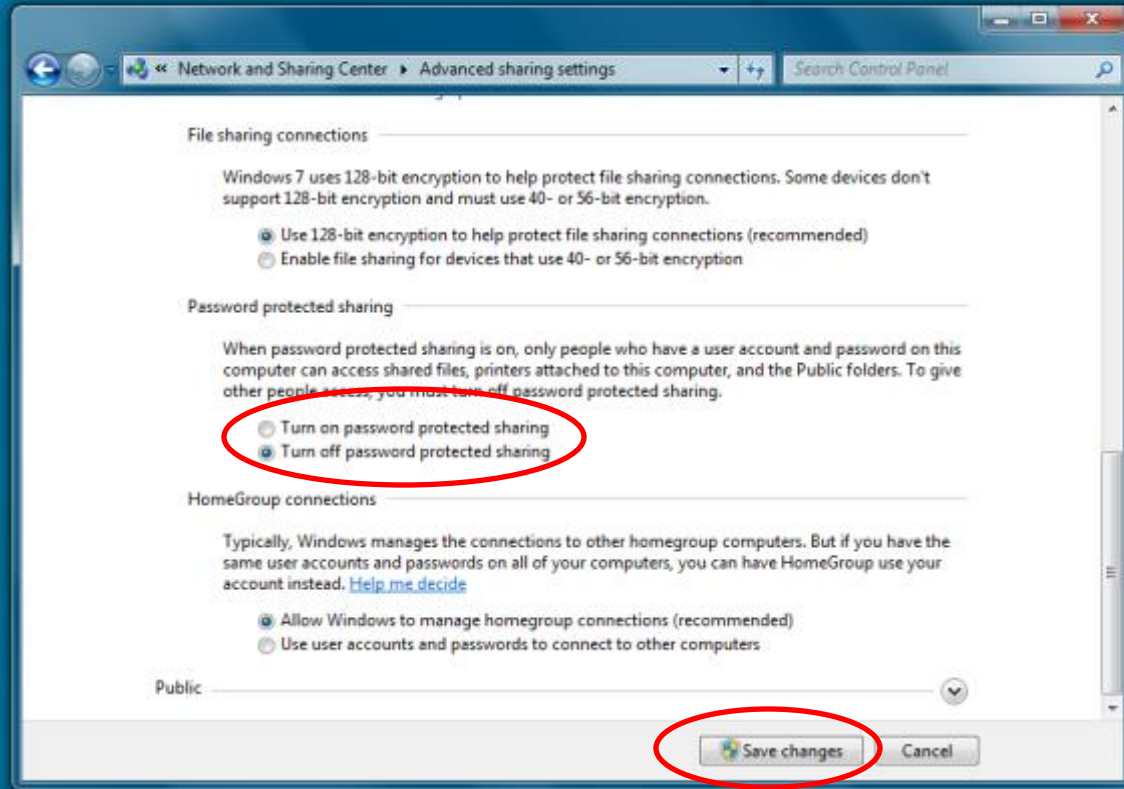 « Network and Sharing Center ▸ Advanced sharing settings
Search Control Panel
File sharing connections
Windows 7 uses 128-bit encryption to help protect file sharing connections. Some devices don't
support 128-bit encryption and must use 40- or 56-bit encryption.
Use 128-bit encryption to help protect file sharing connections (recommended)
Enable file sharing for devices that use 40- or 56-bit encryption
Password protected sharing
When password protected sharing is on, only people who have a user account and password on this
computer can access shared files, printers attached to this computer, and the Public folders. To give
other people access, you must turn off password protected sharing.
Turn on password protected sharing
Turn off password protected sharing
HomeGroup connections
Typically, Windows manages the connections to other homegroup computers. But if you have the
same user accounts and passwords on all of your computers, you can have HomeGroup use your
account instead. Help me decide
Allow Windows to manage homegroup connections (recommended)
Use user accounts and passwords to connect to other computers
Public
Save changes
Cancel